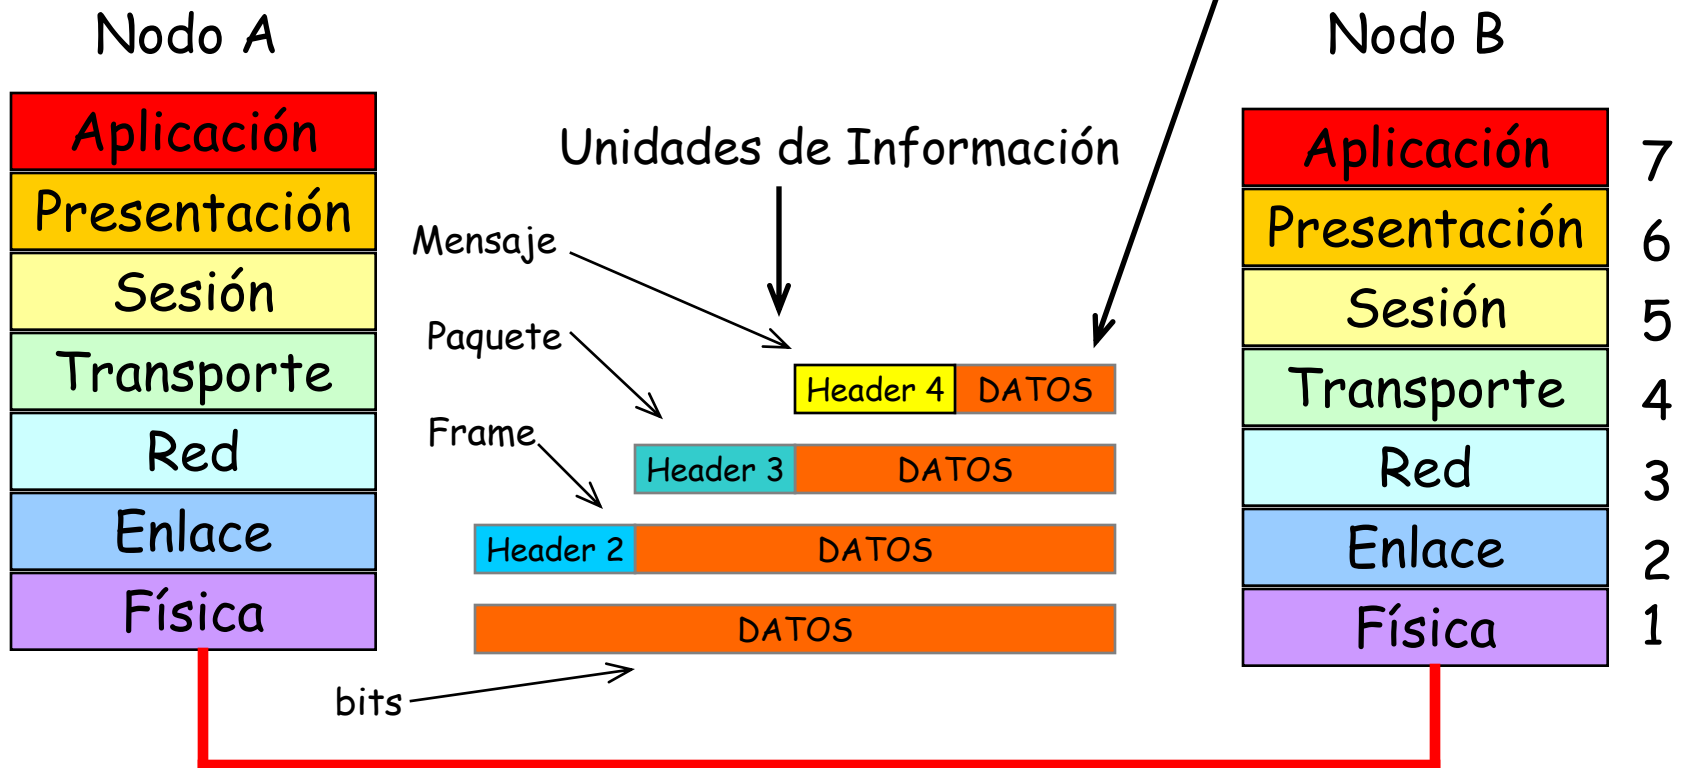 Nodo A
Nodo B
Aplicación
Presentación
Sesión
Transporte
Red
Enlace
Física
Unidades de Información
Mensaje
Paquete
Frame
bits
Header 4 DATOS
Header 3 DATOS
Header 2 DATOS
DATOS
Aplicación 7
Presentación 6
Sesión 5
Transporte 4
Red 3
Enlace 2
Física 1